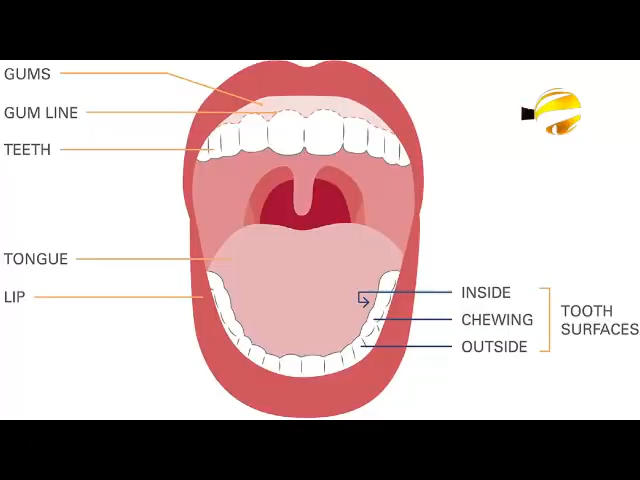 GUMS
GUM LINE
TEETH
TONGUE
LIP
INSIDE
CHEWING
OUTSIDE
TOOTH
SURFACES